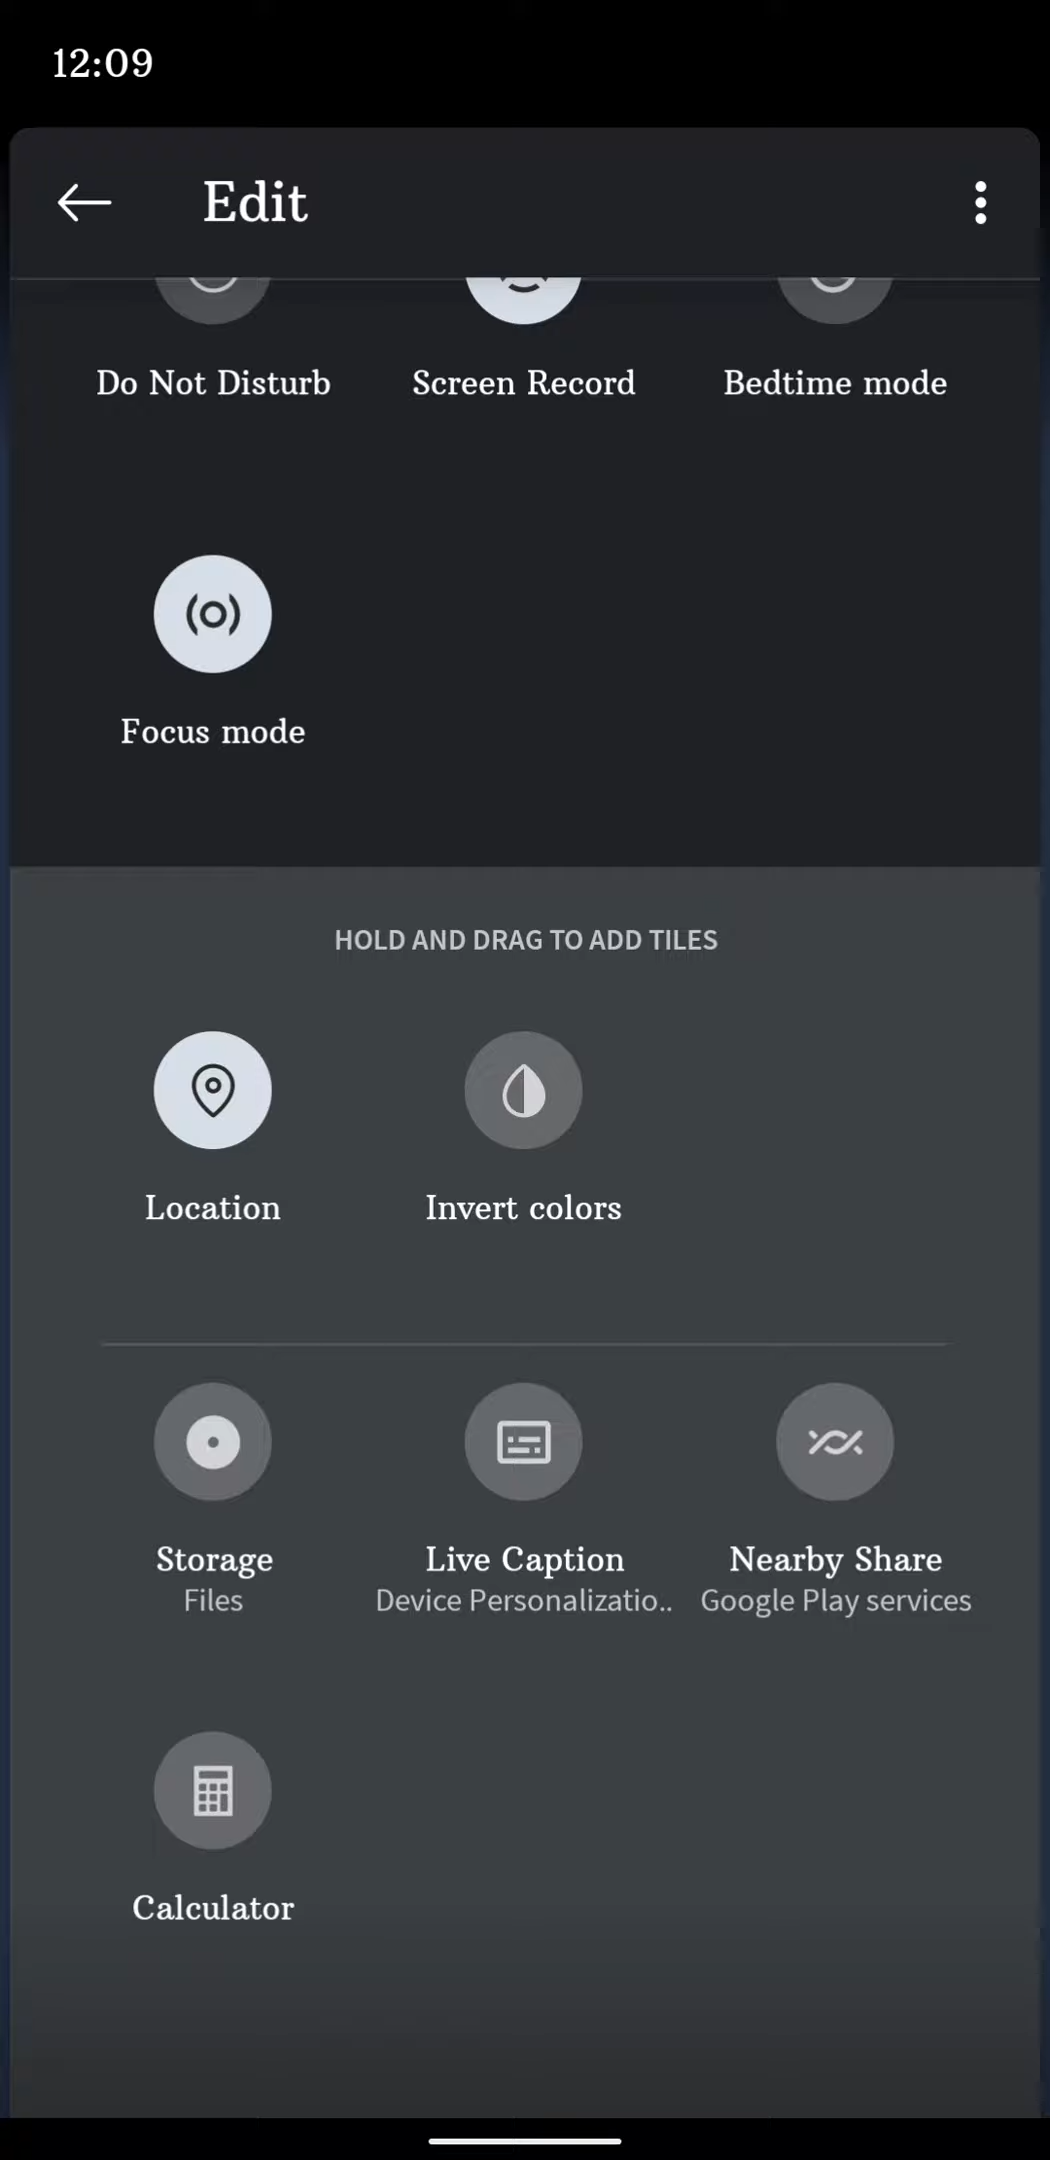 12:09
Edit
Do Not Disturb Screen Record Bedtime mode
Focus mode
HOLD AND DRAG TO ADD TILES
Location Invert colors
Storage Live Caption Nearby Share
Files Device Personalizatio.. Google Play services
Calculator